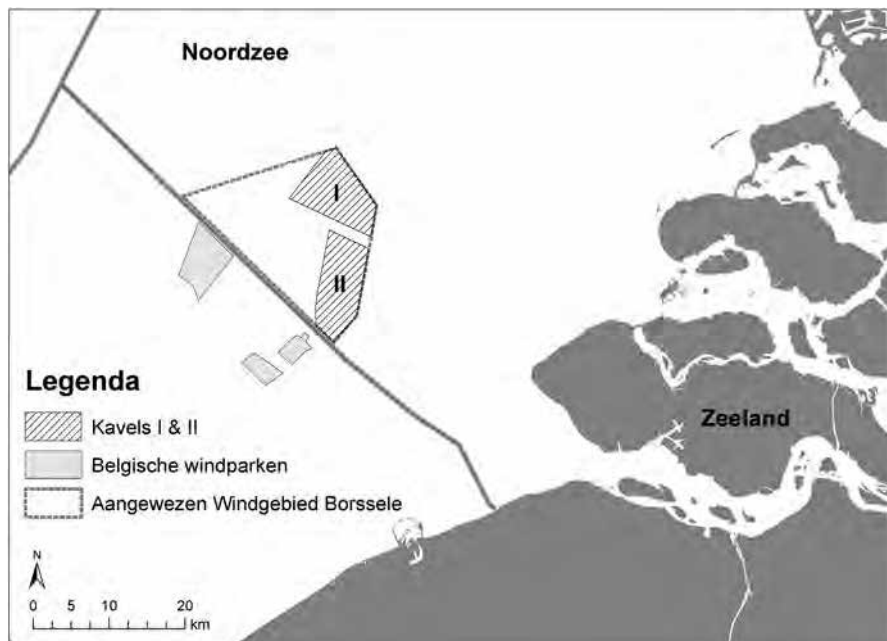 Noordzee
I
II
Zeeland
Legenda
Kavels I & II
Belgische windparken
Aangewezen Windgebied Borssele
N
0 5 10 20
km